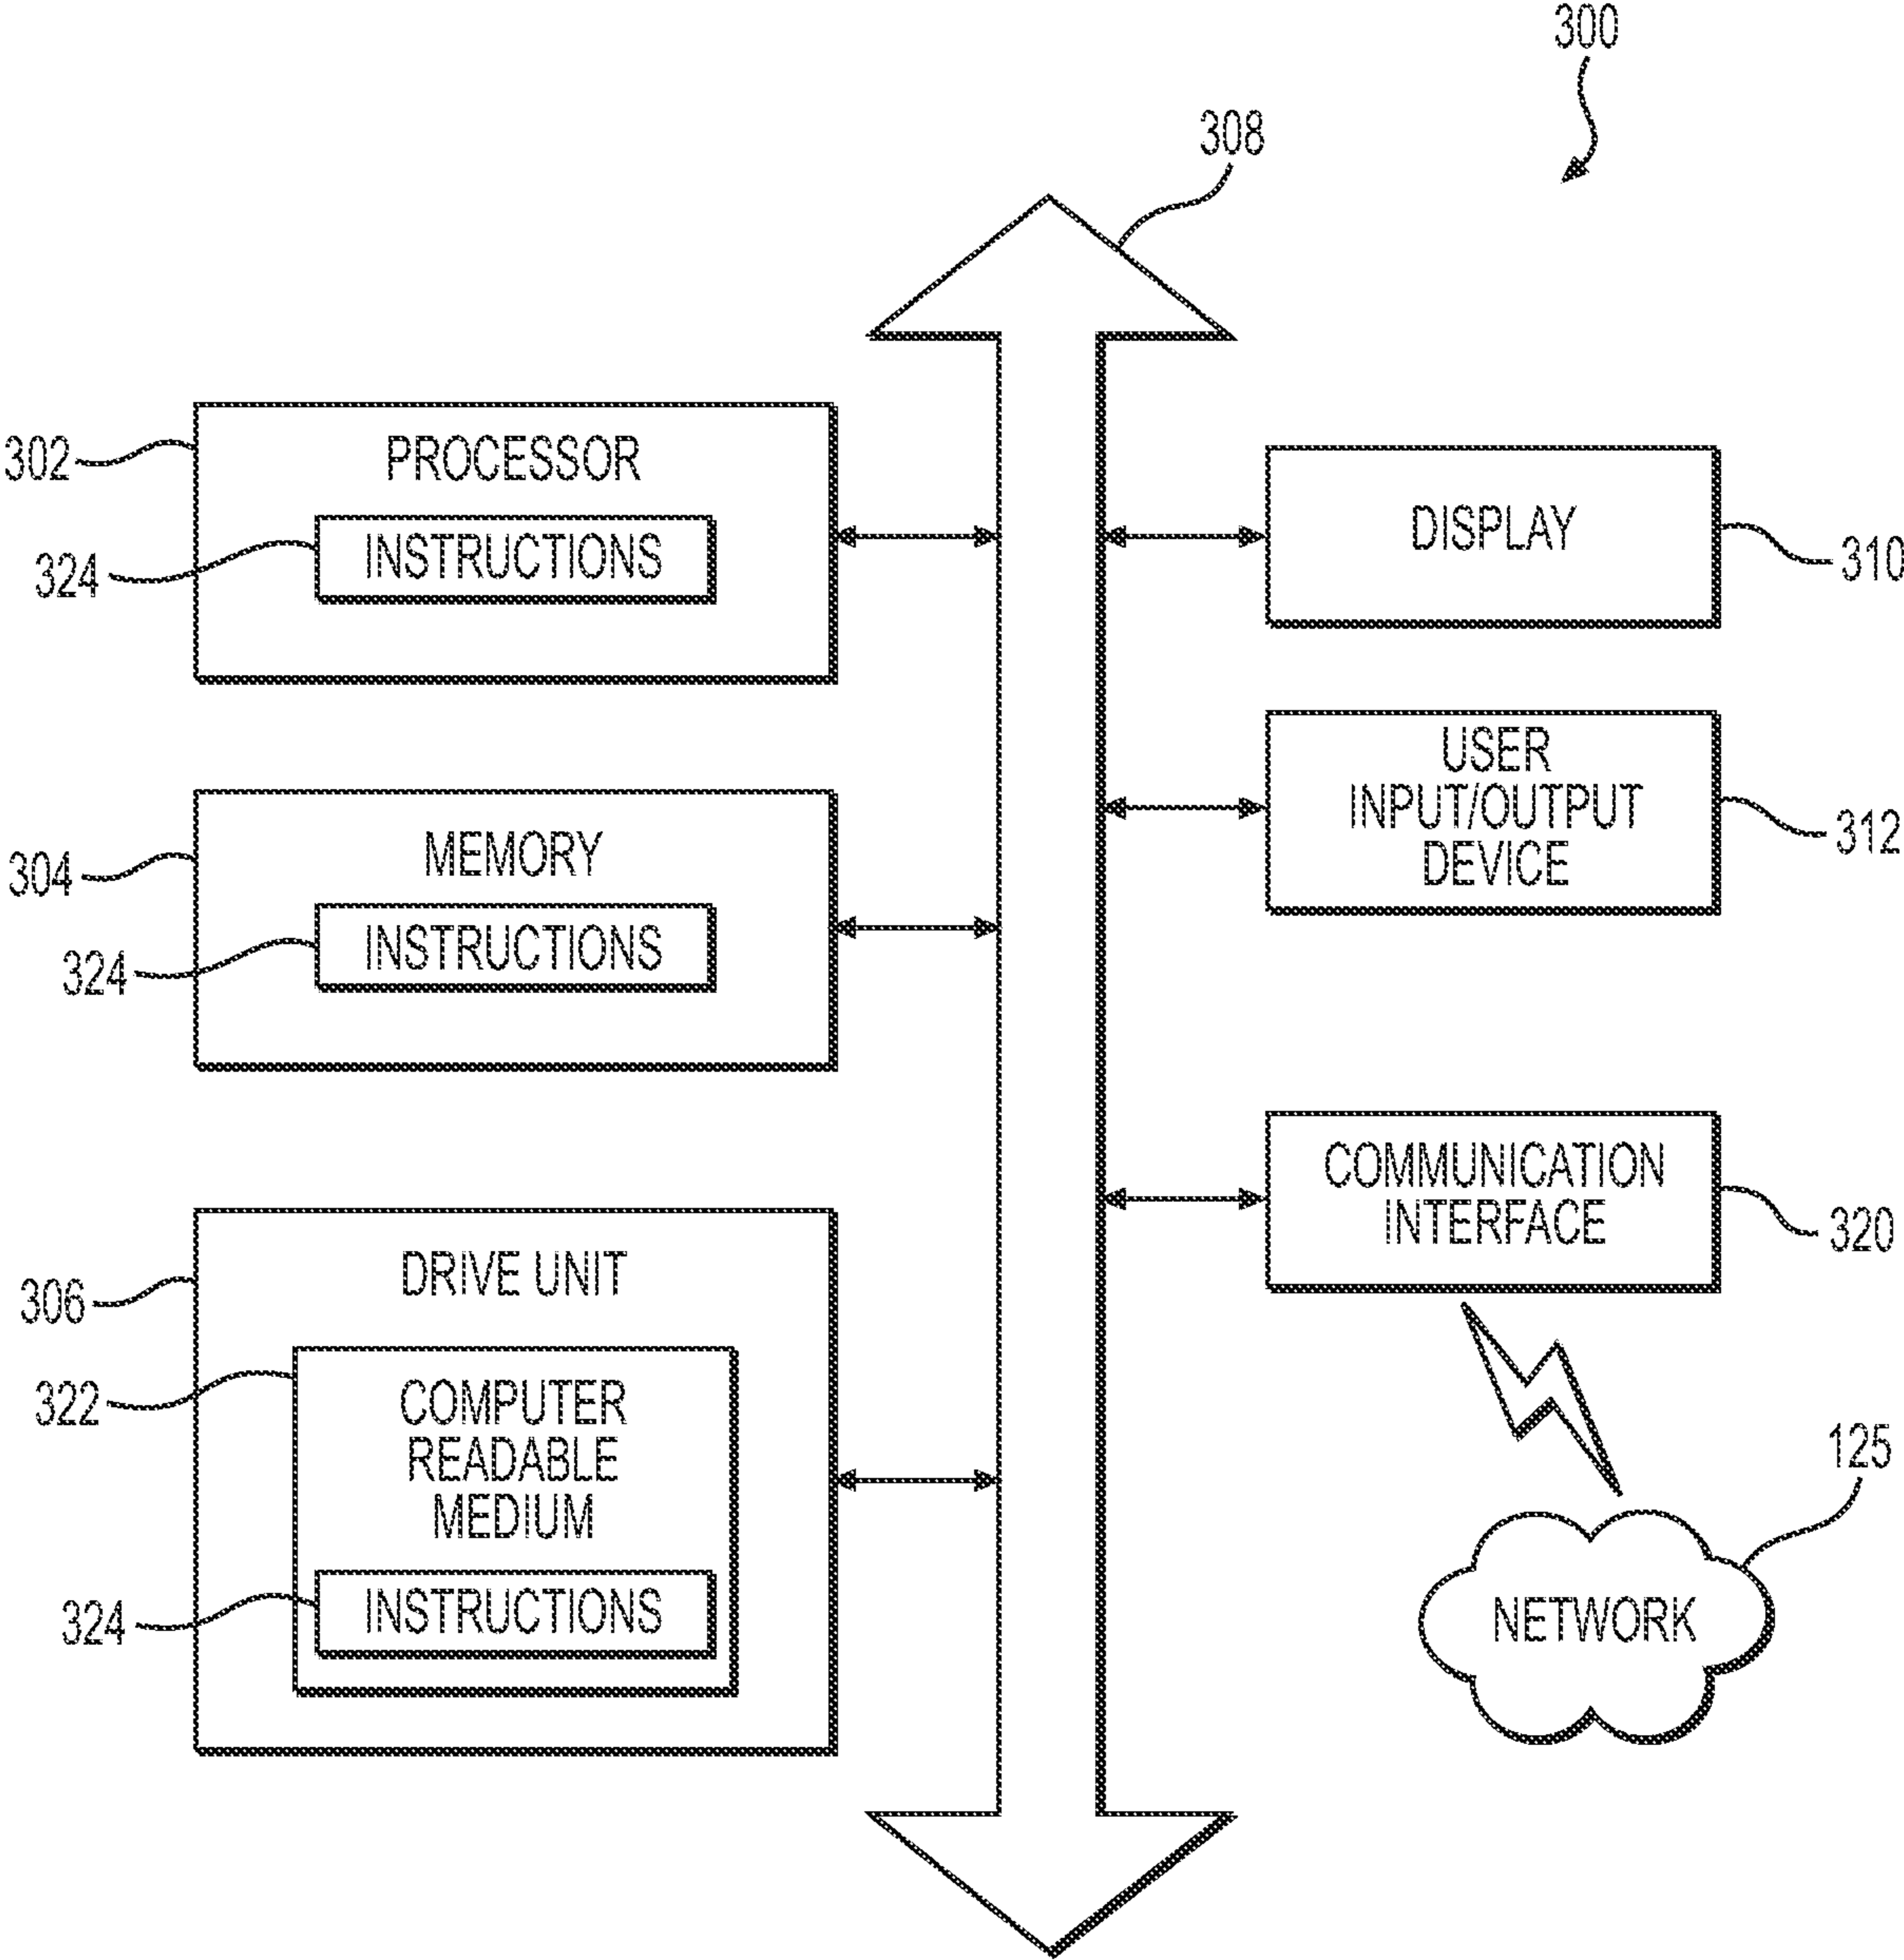 300
308
302
PROCESSOR
324
INSTRUCTIONS
DISPLAY
310
USER
INPUT/OUTPUT
DEVICE
312
304
MEMORY
324
INSTRUCTIONS
COMMUNICATION
INTERFACE
320
306
DRIVE UNIT
322
COMPUTER
READABLE
MEDIUM
324
INSTRUCTIONS
125
NETWORK